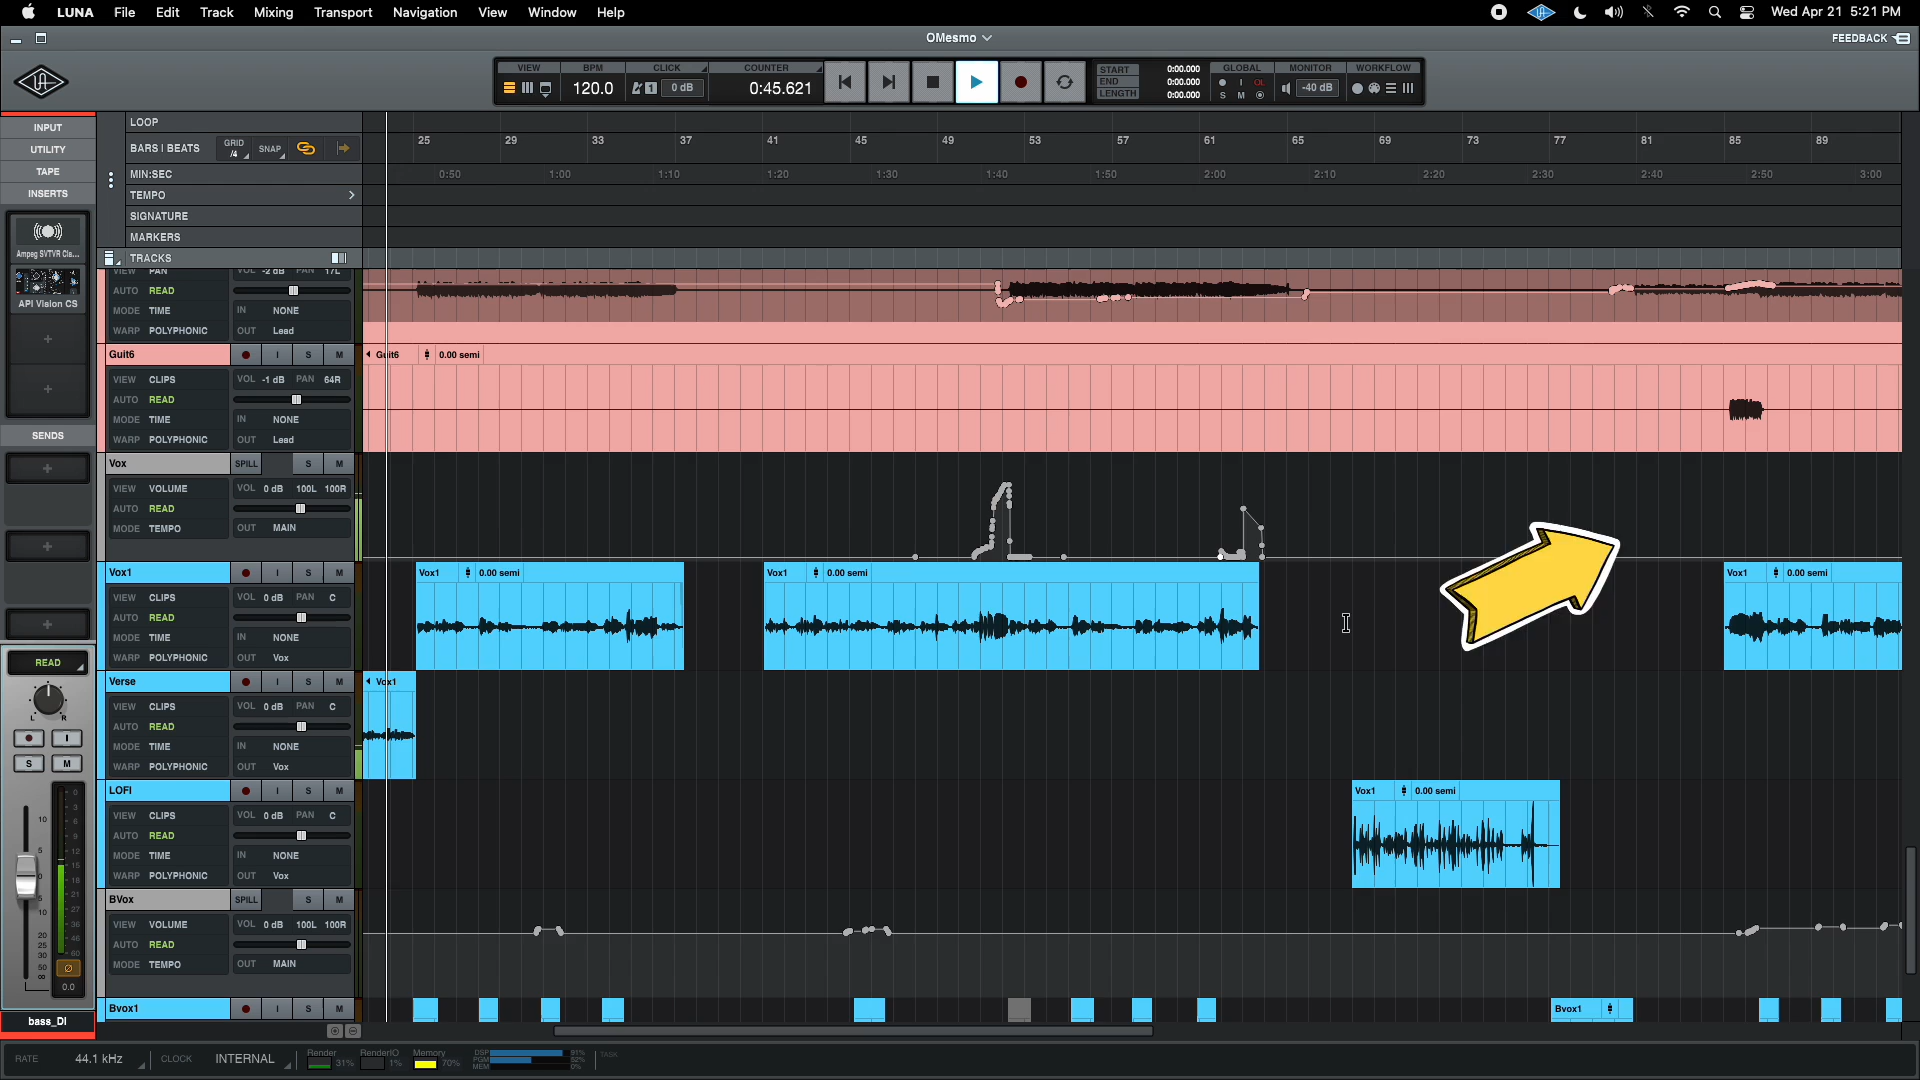 LUNA File Edit Track Mixing Transport Navigation View Window Help
Wed Apr 21 5:21 PM
OMesmo
FEEDBACK
VIEW BPM CLICK COUNTER
120.0 1 0 dB 0:45.621
START 0:00.000
END 0:00.000
LENGTH 0:00.000
GLOBAL MONITOR WORKFLOW
I OL
S M
-40 dB
INPUT
UTILITY
TAPE
INSERTS
Ampeg SVTVR Cla...
API Vision CS
SENDS
READ
L R
S M
0.0
bass_DI
LOOP
BARS | BEATS GRID /4 SNAP
25 29 33 37 41 45 49 53 57 61 65 69 73 77 81 85 89
MIN:SEC
0:50 1:00 1:10 1:20 1:30 1:40 1:50 2:00 2:10 2:20 2:30 2:40 2:50 3:00
TEMPO
SIGNATURE
MARKERS
TRACKS
VIEW PAN VOL -2 dB PAN 17L
AUTO READ
MODE TIME IN NONE
WARP POLYPHONIC OUT Lead
Guit6 I S M
Guit6 0.00 semi
VIEW CLIPS VOL -1 dB PAN 64R
AUTO READ
MODE TIME IN NONE
WARP POLYPHONIC OUT Lead
Vox SPILL S M
VIEW VOLUME VOL 0 dB 100L 100R
AUTO READ
MODE TEMPO OUT MAIN
Vox1 I S M
Vox1 0.00 semi
Vox1 0.00 semi
Vox1 0.00 semi
VIEW CLIPS VOL 0 dB PAN C
AUTO READ
MODE TIME IN NONE
WARP POLYPHONIC OUT Vox
Verse I S M
Vox1
VIEW CLIPS VOL 0 dB PAN C
AUTO READ
MODE TIME IN NONE
WARP POLYPHONIC OUT Vox
LOFI I S M
Vox1 0.00 semi
VIEW CLIPS VOL 0 dB PAN C
AUTO READ
MODE TIME IN NONE
WARP POLYPHONIC OUT Vox
BVox SPILL S M
VIEW VOLUME VOL 0 dB 100L 100R
AUTO READ
MODE TEMPO OUT MAIN
Bvox1 I S M
Bvox1
RATE 44.1 kHz CLOCK INTERNAL
Render 31% RenderIO 1% Memory 70%
DSP 91%
PGM 52%
MEM 0%
TASK